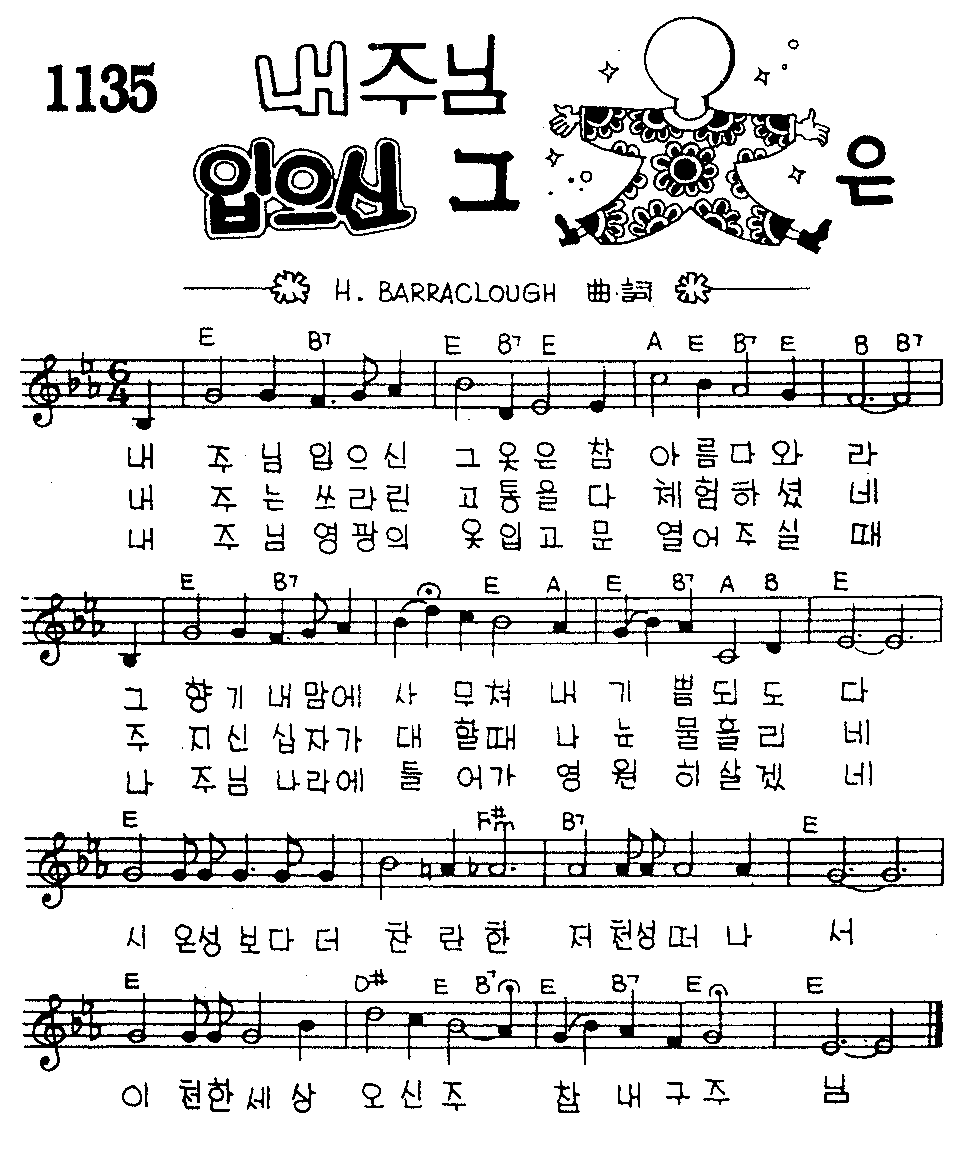 1135
내 주님
입으신 그 은
H. BARRACLOUGH 曲·詞
E B7 E B7 E A E B7 E B B7
6
4
내 주님 입으신 그 옷은 참 아름다와라
내 주는 쓰라린 고통을 다 체험하셨네
내 주님 영광의 옷입고 문 열어주실때
E B7 E A E B7 A B E
그 향기 내맘에 사무쳐 내 기쁨되도다
주 지신 십자가 대할때 나 눈물흘리네
나 주님 나라에 들어가 영원히살겠네
E F#m B7 E
시온성보다 더 찬란한 저 천성떠나서
E D# E B7 E B7 E E
이 천한세상 오신주 참 내구주님